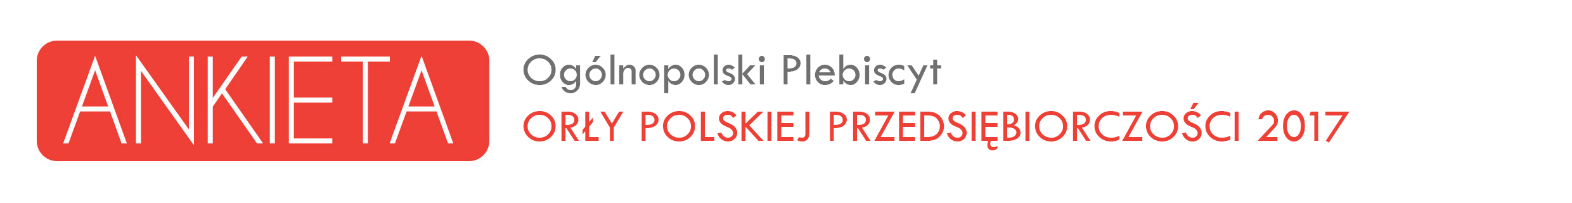 ANKIETA
Ogólnopolski Plebiscyt
ORŁY POLSKIEJ PRZEDSIĘBIORCZOŚCI 2017